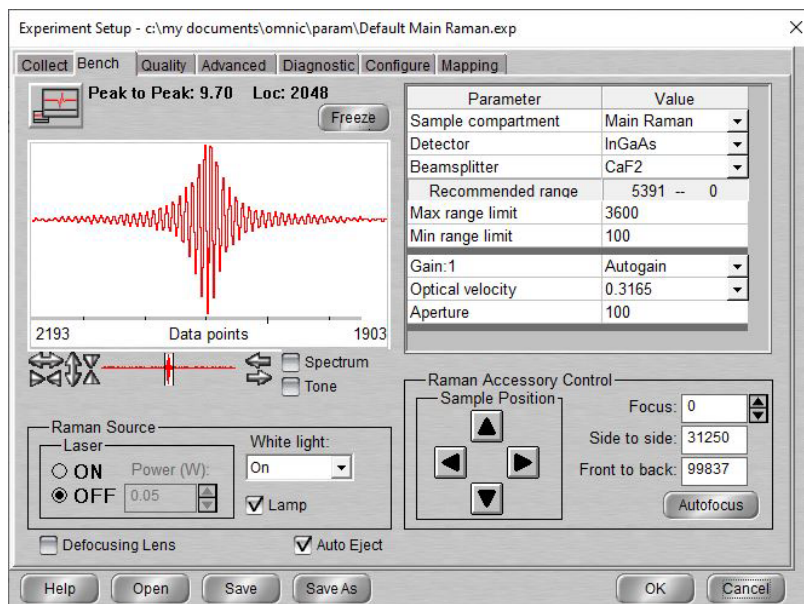 Experiment Setup - c:\my documents\omnic\param\Default Main Raman.exp
Collect Bench Quality Advanced Diagnostic Configure Mapping
Peak to Peak: 9.70 Loc: 2048
Freeze
2193 Data points 1903
Spectrum
Tone
Parameter Value
Sample compartment Main Raman
Detector InGaAs
Beamsplitter CaF2
Recommended range 5391 -- 0
Max range limit 3600
Min range limit 100
Gain:1 Autogain
Optical velocity 0.3165
Aperture 100
Raman Source
Laser
ON
OFF
Power (W):
0.05
White light:
On
Lamp
Defocusing Lens
Auto Eject
Raman Accessory Control
Sample Position
Focus: 0
Side to side: 31250
Front to back: 99837
Autofocus
Help Open Save Save As OK Cancel